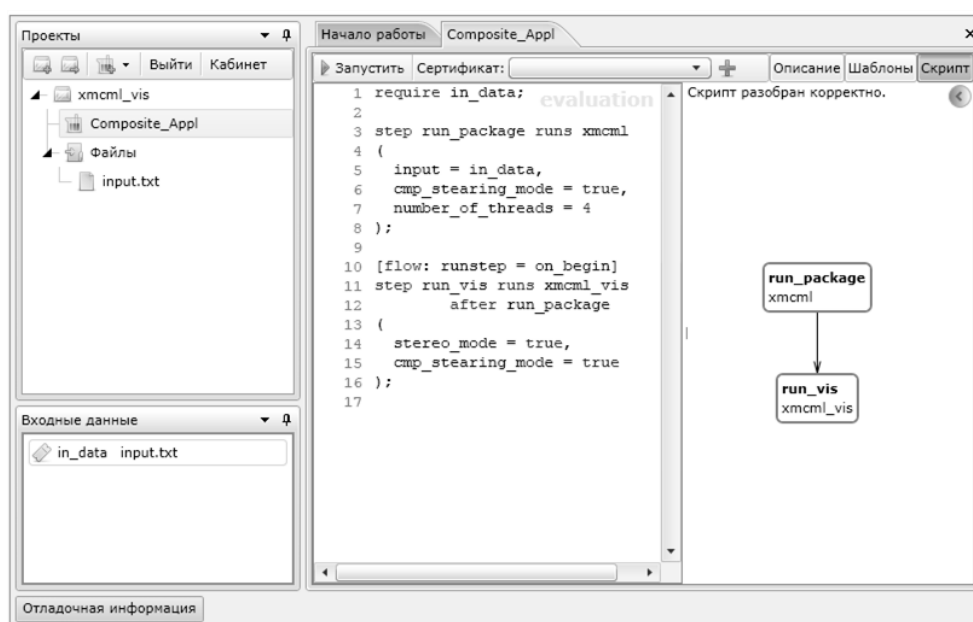 Проекты
Выйти Кабинет
xmcml_vis
Composite_Appl
Файлы
input.txt
Входные данные
in_data input.txt
Отладочная информация
Начало работы Composite_Appl
Запустить Сертификат: Описание Шаблоны Скрипт
evaluation
1 require in_data;
2
3 step run_package runs xmcml
4 (
5 input = in_data,
6 cmp_stearing_mode = true,
7 number_of_threads = 4
8 );
9
10 [flow: runstep = on_begin]
11 step run_vis runs xmcml_vis
12 after run_package
13 (
14 stereo_mode = true,
15 cmp_stearing_mode = true
16 );
17
Скрипт разобран корректно.
run_package
xmcml
run_vis
xmcml_vis